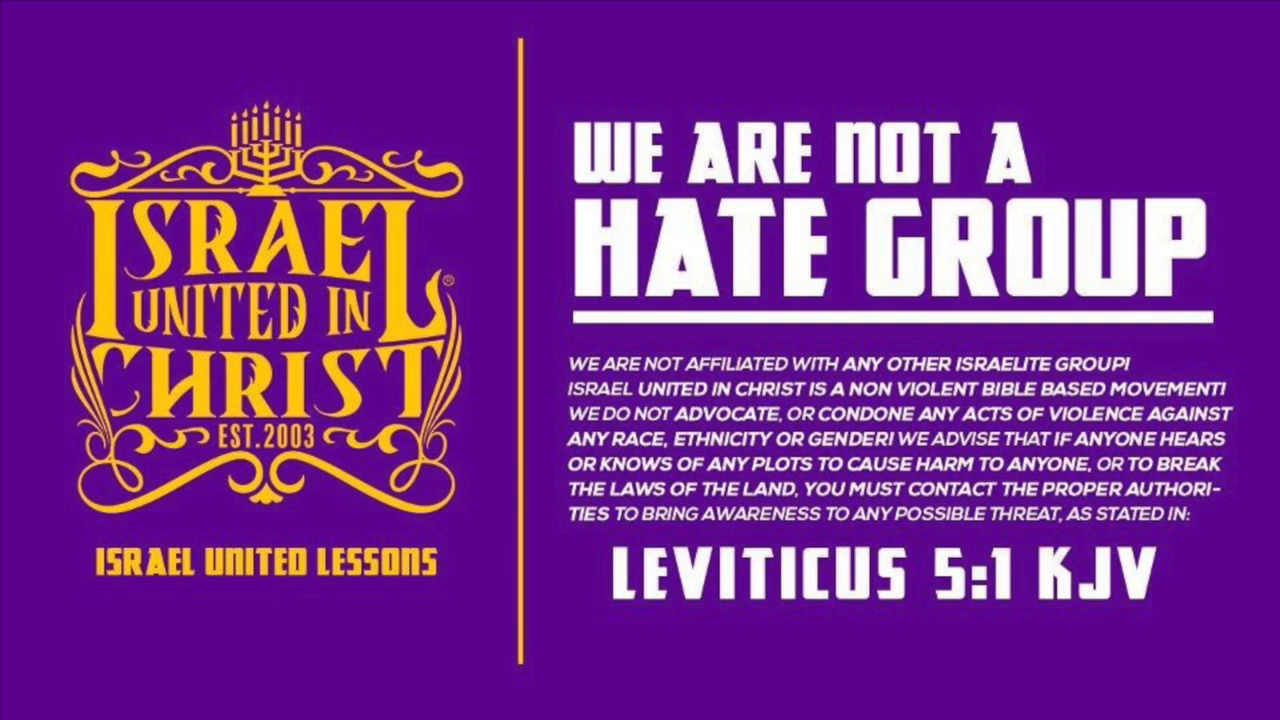 ISRAEL
UNITED IN
CHRIST
EST.2003
®
ISRAEL UNITED LESSONS
WE ARE NOT A
HATE GROUP
WE ARE NOT AFFILIATED WITH ANY OTHER ISRAELITE GROUP!
ISRAEL UNITED IN CHRIST IS A NON VIOLENT BIBLE BASED MOVEMENT!
WE DO NOT ADVOCATE, OR CONDONE ANY ACTS OF VIOLENCE AGAINST
ANY RACE, ETHNICITY OR GENDER! WE ADVISE THAT IF ANYONE HEARS
OR KNOWS OF ANY PLOTS TO CAUSE HARM TO ANYONE, OR TO BREAK
THE LAWS OF THE LAND, YOU MUST CONTACT THE PROPER AUTHORI-
TIES TO BRING AWARENESS TO ANY POSSIBLE THREAT, AS STATED IN:
LEVITICUS 5:1 KJV